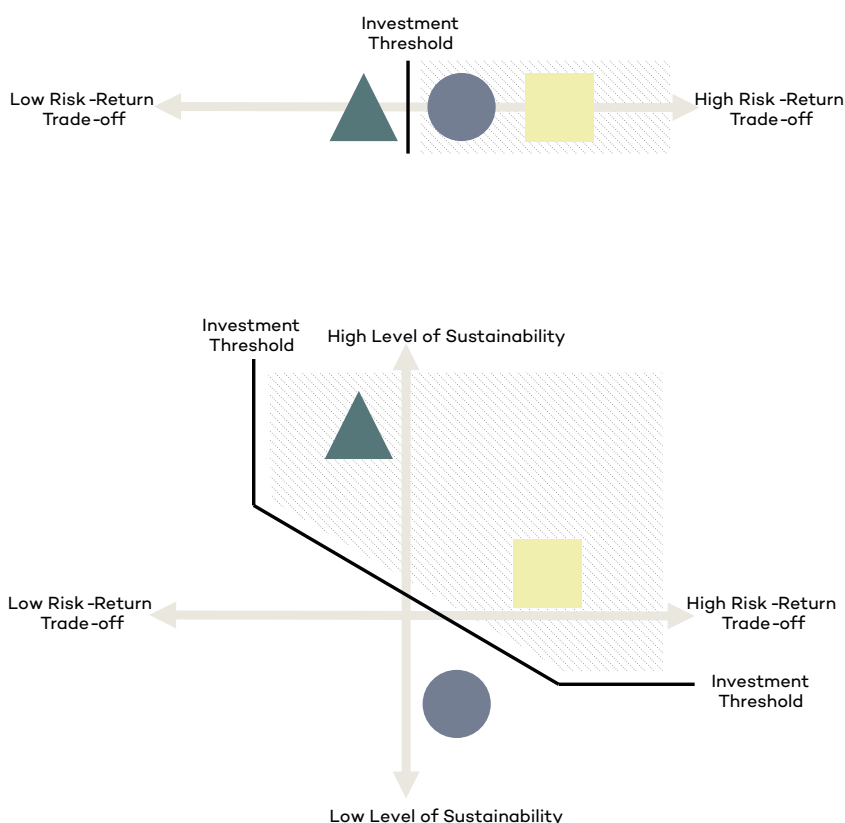 Investment
Threshold
Low Risk-Return
Trade-off
High Risk-Return
Trade-off
Investment
Threshold
High Level of Sustainability
Low Risk-Return
Trade-off
High Risk-Return
Trade-off
Investment
Threshold
Low Level of Sustainability